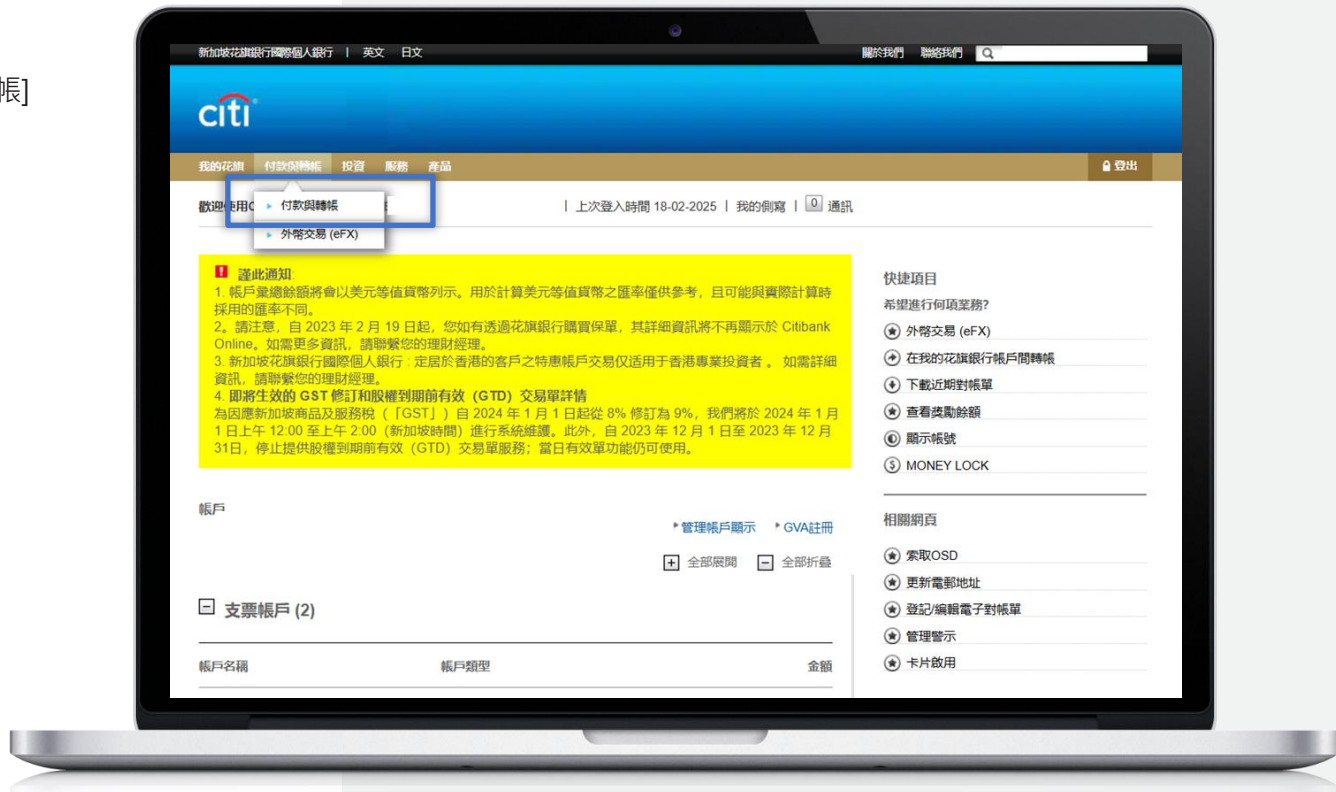 帳]
新加坡花旗銀行國際個人銀行 | 英文 日文
關於我們 聯絡我們
citi
我的花旗 付款與轉帳 投資 服務 產品
登出
歡迎使用C
| 上次登入時間 18-02-2025 | 我的側寫 | 0 通訊
付款與轉帳
外幣交易 (eFX)
謹此通知:
1. 帳戶彙總餘額將會以美元等值貨幣列示。用於計算美元等值貨幣之匯率僅供參考，且可能與實際計算時
採用的匯率不同。
2。請注意，自 2023 年 2 月 19 日起，您如有透過花旗銀行購買保單，其詳細資訊將不再顯示於 Citibank
Online。如需更多資訊，請聯繫您的理財經理。
3. 新加坡花旗銀行國際個人銀行 : 定居於香港的客戶之特惠帳戶交易仅适用于香港專業投資者 。 如需詳細
資訊，請聯繫您的理財經理。
4. 即將生效的 GST 修訂和股權到期前有效（GTD）交易單詳情
為因應新加坡商品及服務稅（「GST」）自 2024 年 1 月 1 日起從 8% 修訂為 9%，我們將於 2024 年 1 月
1 日上午 12:00 至上午 2:00（新加坡時間）進行系統維護。此外，自 2023 年 12 月 1 日至 2023 年 12 月
31日，停止提供股權到期前有效（GTD）交易單服務；當日有效單功能仍可使用。
快捷項目
希望進行何項業務?
外幣交易 (eFX)
在我的花旗銀行帳戶間轉帳
下載近期對帳單
查看獎勵餘額
顯示帳號
MONEY LOCK
帳戶
管理帳戶顯示 GVA註冊
全部展開 全部折疊
支票帳戶 (2)
帳戶名稱 帳戶類型 金額
相關網頁
索取OSD
更新電郵地址
登記/編輯電子對帳單
管理警示
卡片啟用